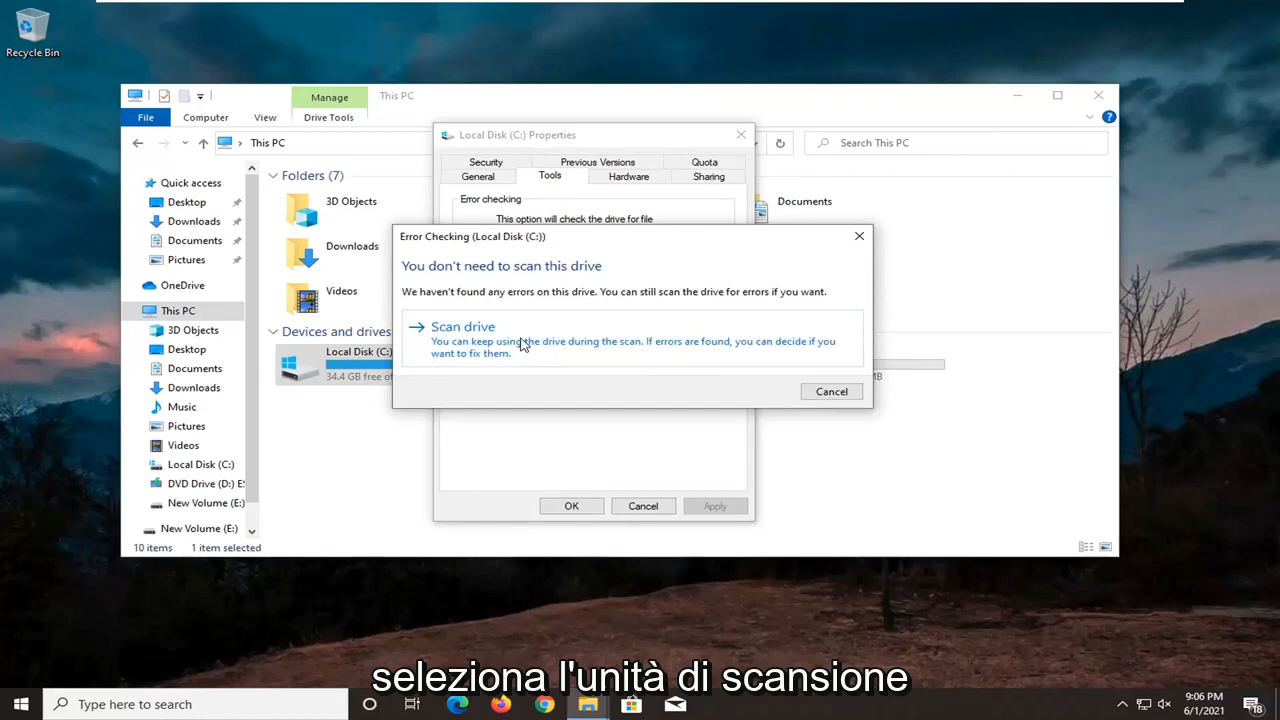 Recycle Bin
Manage
This PC
File
Computer
View
Drive Tools
This PC
Search This PC
Local Disk (C:) Properties
Security
Previous Versions
Quota
General
Tools
Hardware
Sharing
Error checking
This option will check the drive for file
Error Checking (Local Disk (C:))
You don't need to scan this drive
We haven't found any errors on this drive. You can still scan the drive for errors if you want.
Scan drive
You can keep using the drive during the scan. If errors are found, you can decide if you
want to fix them.
Cancel
OK
Cancel
Apply
Quick access
Desktop
Downloads
Documents
Pictures
OneDrive
This PC
3D Objects
Desktop
Documents
Downloads
Music
Pictures
Videos
Local Disk (C:)
DVD Drive (D:) ES
New Volume (E:)
New Volume (E:)
Folders (7)
3D Objects
Documents
Downloads
Videos
Devices and drives
Local Disk (C:)
34.4 GB free of
MB
10 items
1 item selected
seleziona l'unità di scansione
Type here to search
9:06 PM
6/1/2021
18